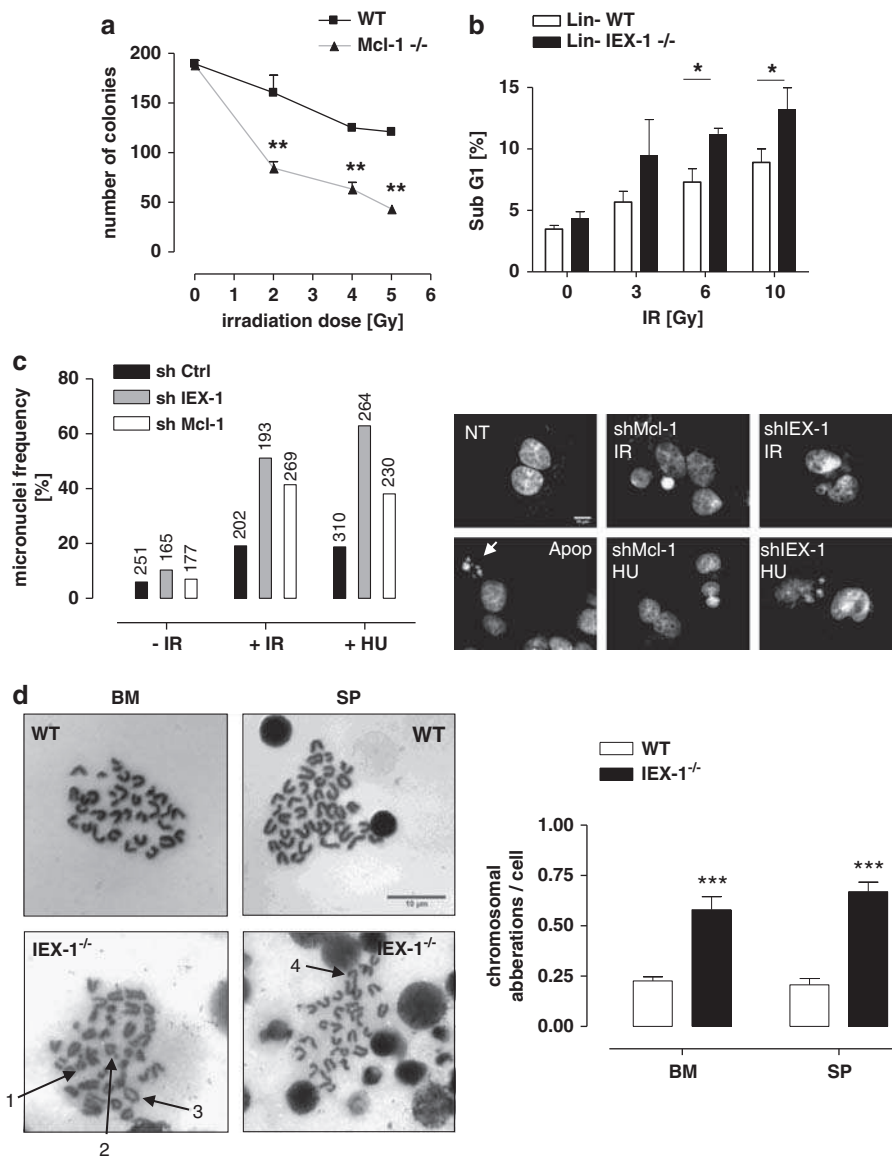 a
WT
Mcl-1 -/-
200
150
100
50
0
number of colonies
**
**
**
0 1 2 3 4 5 6
irradiation dose [Gy]
b
Lin- WT
Lin- IEX-1 -/-
15
10
5
0
Sub G1 [%]
*
*
0 3 6 10
IR [Gy]
c
sh Ctrl
sh IEX-1
sh Mcl-1
80
60
40
20
0
micronuclei frequency
[%]
251
165
177
202
193
269
310
264
230
- IR + IR + HU
NT
shMcl-1
IR
shIEX-1
IR
Apop
shMcl-1
HU
shIEX-1
HU
d
BM SP
WT
WT
10 µm
IEX-1-/-
1
2
3
IEX-1-/-
4
WT
IEX-1-/-
1.00
0.75
0.50
0.25
0.00
chromosomal
abberations / cell
***
***
BM SP